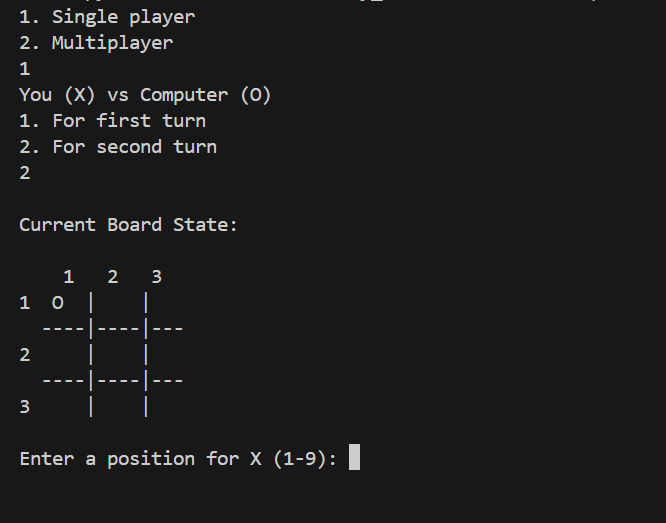 1. Single player
2. Multiplayer
1
You (X) vs Computer (O)
1. For first turn
2. For second turn
2
Current Board State:
    1   2   3
1  O  |    |
  ----|----|---
2     |    |
  ----|----|---
3     |    |
Enter a position for X (1-9):